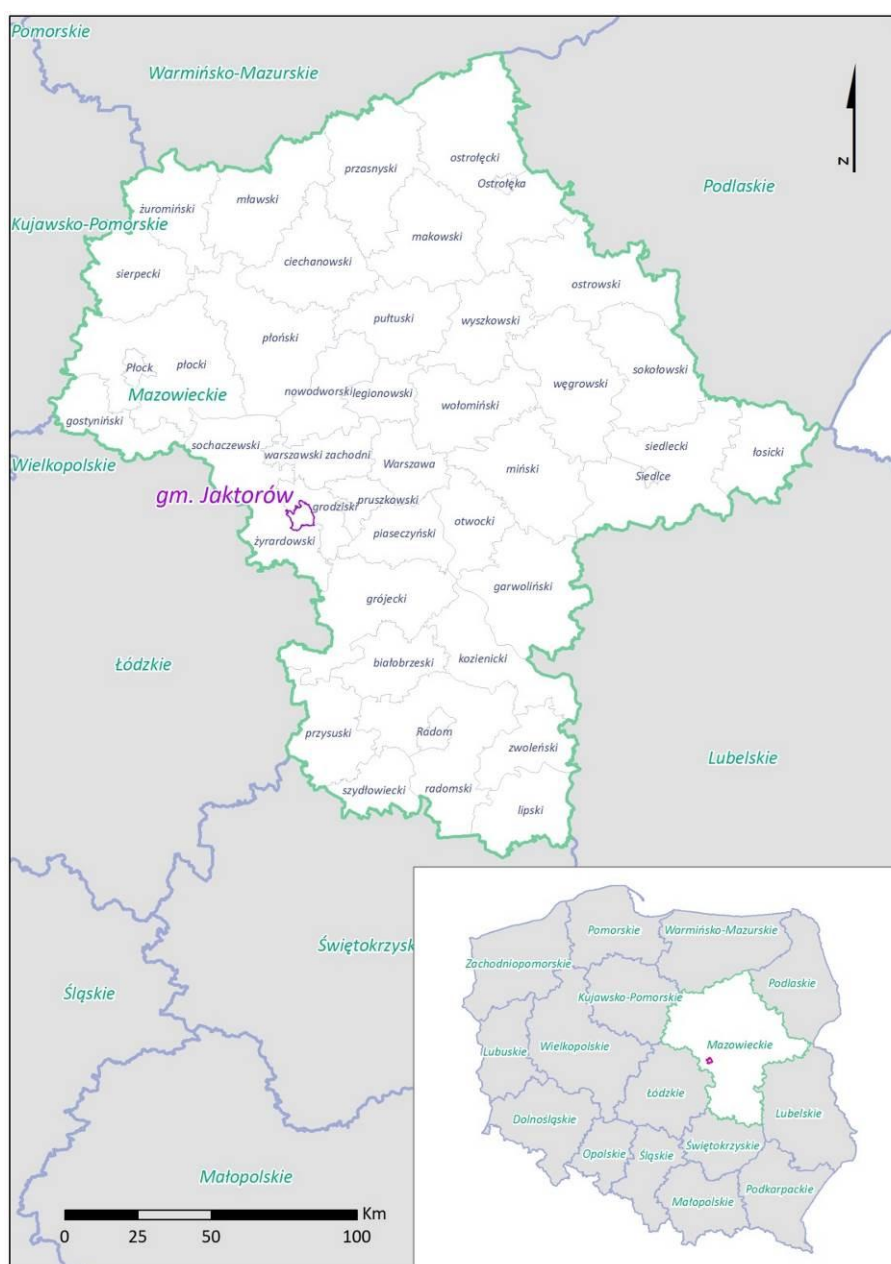 Pomorskie
Warmińsko-Mazurskie
Podlaskie
Kujawsko-Pomorskie
Wielkopolskie
Łódzkie
Lubelskie
Świętokrzysk
Śląskie
Małopolskie
z
ostrołęcki
Ostrołęka
przasnyski
mławski
żuromiński
makowski
ciechanowski
sierpecki
ostrowski
pułtuski
wyszkowski
płoński
sokołowski
węgrowski
Płock
płocki
Mazowieckie
nowodworski
legionowski
wołomiński
gostyniński
sochaczewski
warszawski zachodni
Warszawa
miński
siedlecki
Siedlce
łosicki
gm. Jaktorów
grodziski
pruszkowski
piaseczyński
otwocki
żyrardowski
garwoliński
grójecki
białobrzeski
kozienicki
przysuski
Radom
zwoleński
szydłowiecki
radomski
lipski
0 25 50 100
Km
Pomorskie
Warmińsko-Mazurskie
Zachodniopomorskie
Podlaskie
Kujawsko-Pomorskie
Mazowieckie
Wielkopolskie
Lubuskie
Łódzkie
Lubelskie
Dolnośląskie
Świętokrzyskie
Opolskie
Śląskie
Podkarpackie
Małopolskie